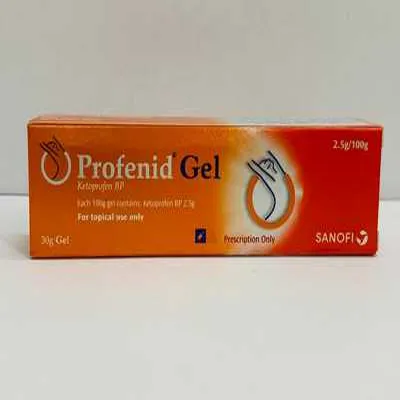 Profenid® Gel
Ketoprofen BP
Each 100g gel contains: Ketoprofen BP 2.5g
For topical use only
30g Gel
2.5g/100g
Prescription Only
SANOFI